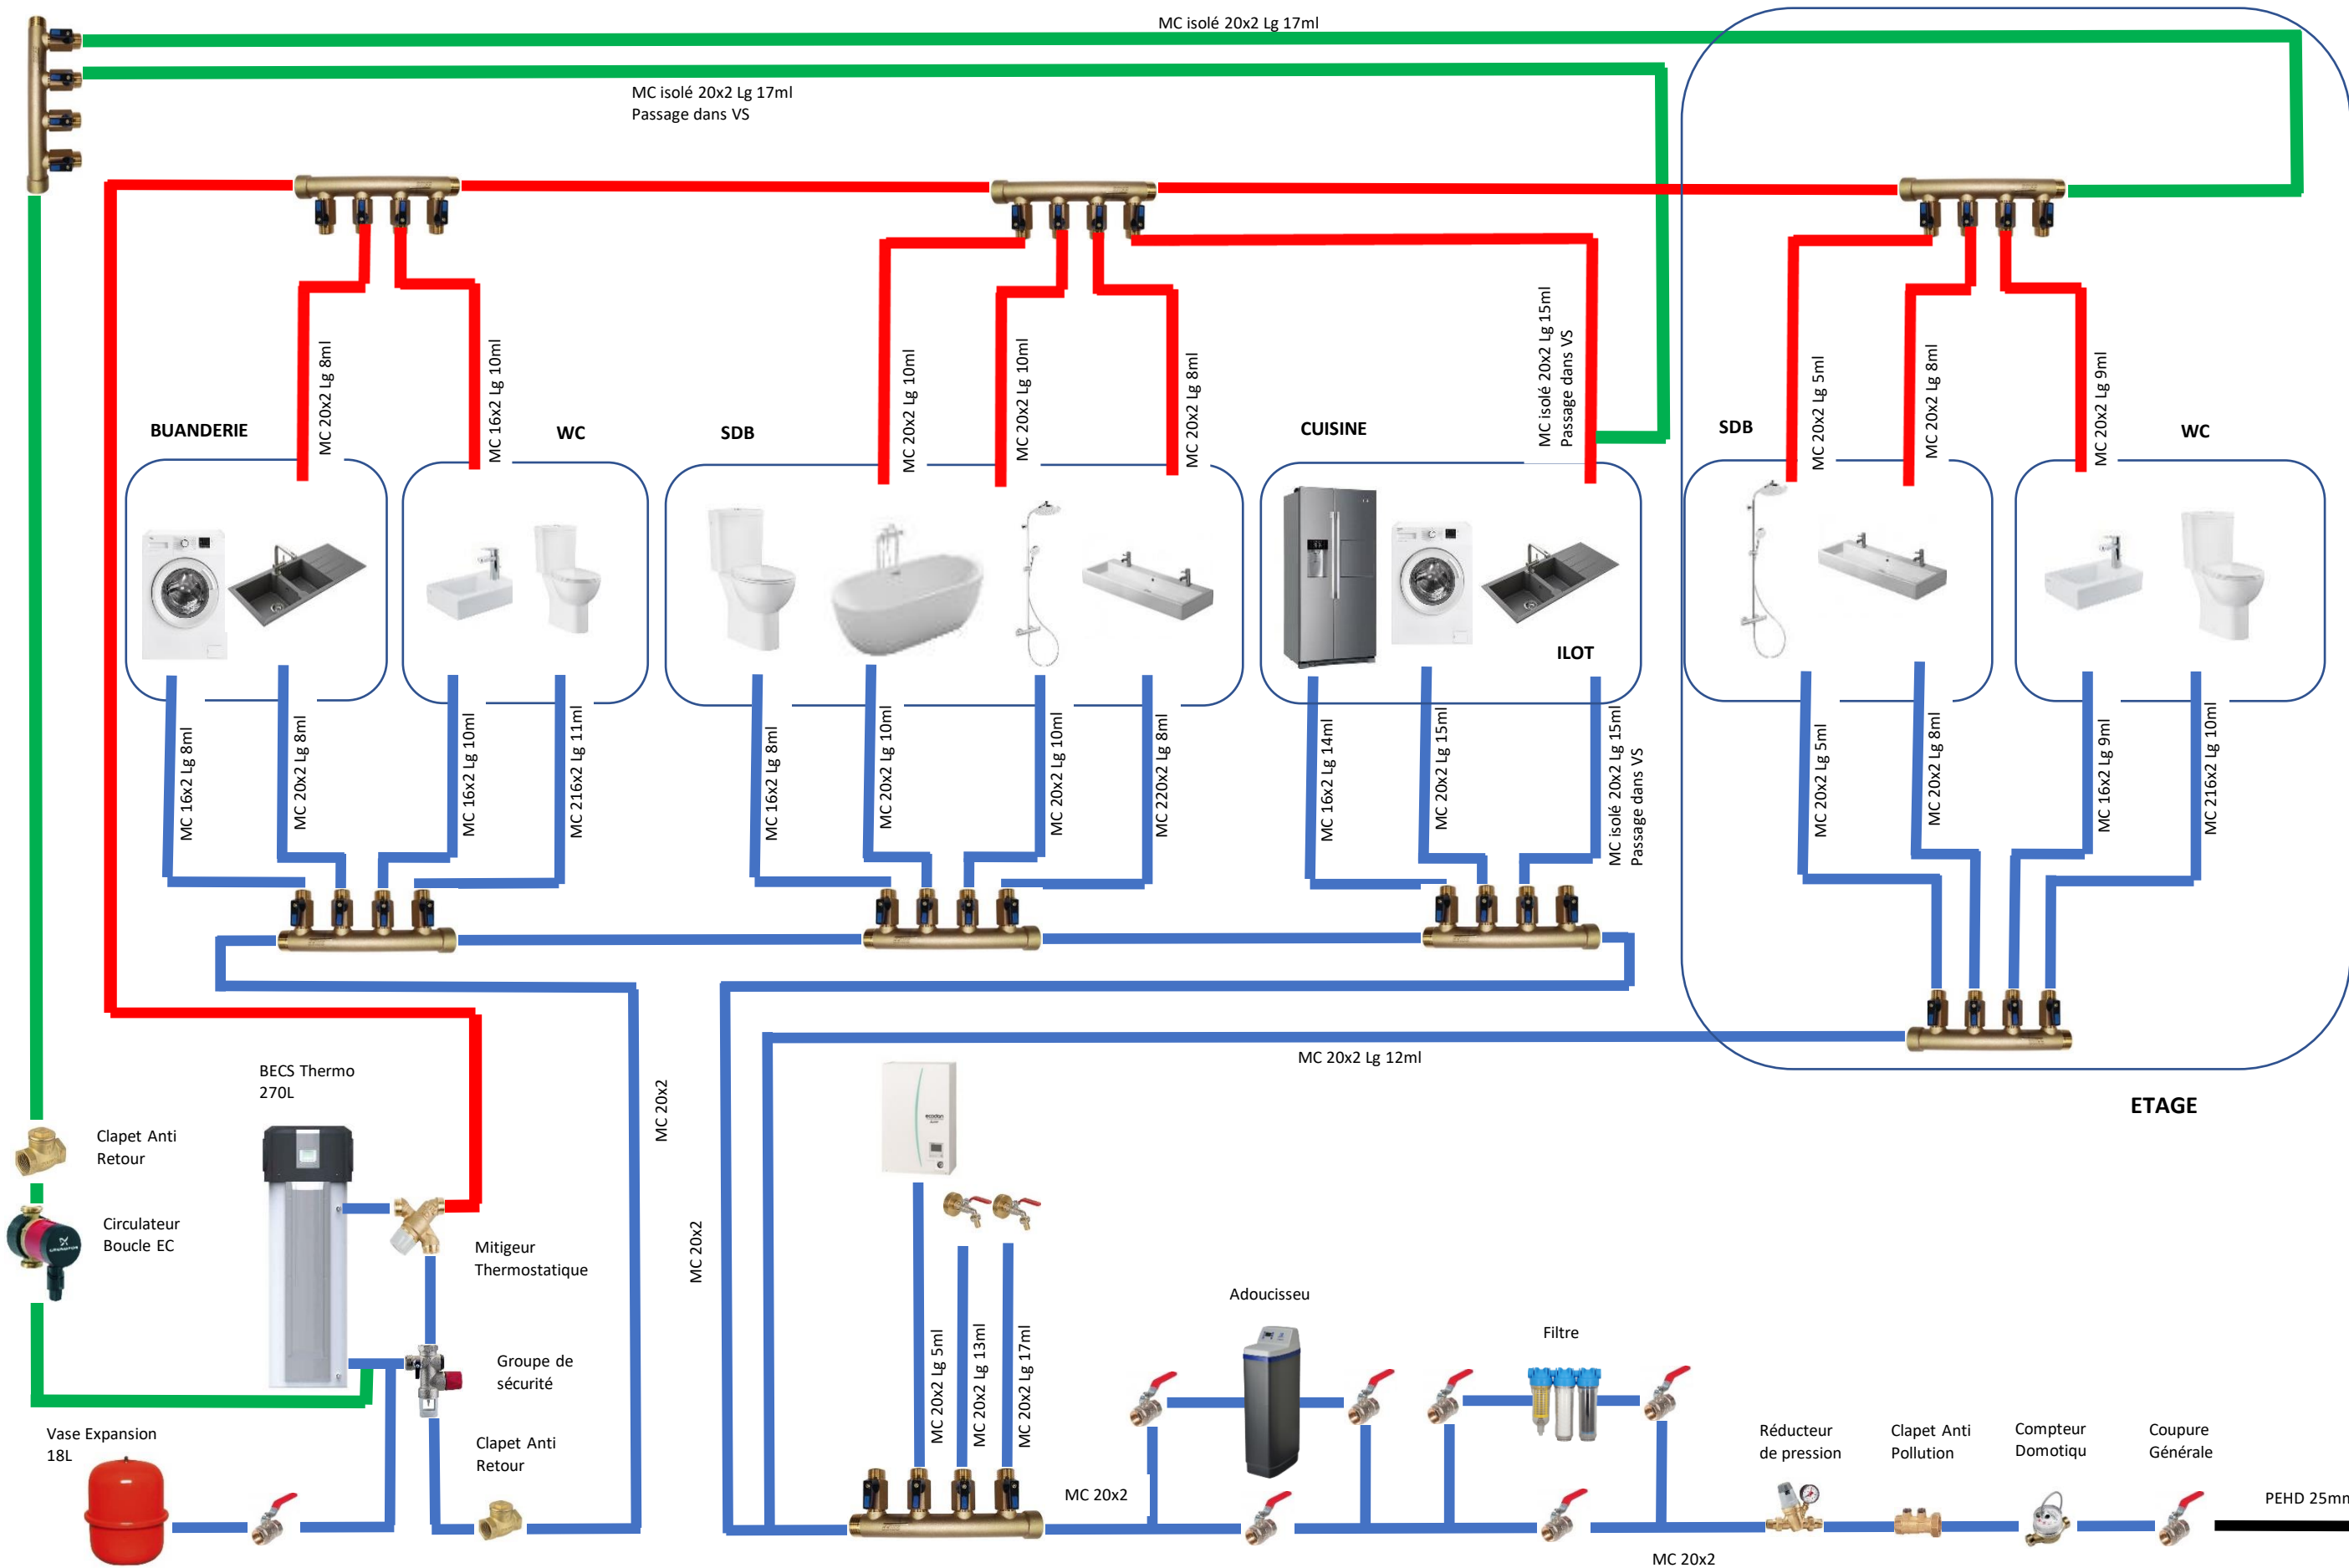 MC isolé 20x2 Lg 17ml
MC isolé 20x2 Lg 17ml
Passage dans VS
MC 20x2 Lg 8ml
MC 16x2 Lg 10ml
MC 20x2 Lg 10ml
MC 20x2 Lg 10ml
MC 20x2 Lg 8ml
MC isolé 20x2 Lg 15ml
Passage dans VS
MC 20x2 Lg 5ml
MC 20x2 Lg 8ml
MC 20x2 Lg 9ml
BUANDERIE
WC
SDB
CUISINE
SDB
WC
ILOT
MC 16x2 Lg 8ml
MC 20x2 Lg 8ml
MC 16x2 Lg 10ml
MC 216x2 Lg 11ml
MC 16x2 Lg 8ml
MC 20x2 Lg 10ml
MC 20x2 Lg 10ml
MC 220x2 Lg 8ml
MC 16x2 Lg 14ml
MC 20x2 Lg 15ml
MC isolé 20x2 Lg 15ml
Passage dans VS
MC 20x2 Lg 5ml
MC 20x2 Lg 8ml
MC 16x2 Lg 9ml
MC 216x2 Lg 10ml
MC 20x2 Lg 12ml
ETAGE
BECS Thermo
270L
MC 20x2
MC 20x2
ecodan
Clapet Anti
Retour
Circulateur
Boucle EC
Mitigeur
Thermostatique
Groupe de
sécurité
Vase Expansion
18L
Clapet Anti
Retour
MC 20x2 Lg 5ml
MC 20x2 Lg 13ml
MC 20x2 Lg 17ml
Adoucisseu
Filtre
MC 20x2
Réducteur
de pression
Clapet Anti
Pollution
Compteur
Domotiqu
Coupure
Générale
PEHD 25mm
MC 20x2